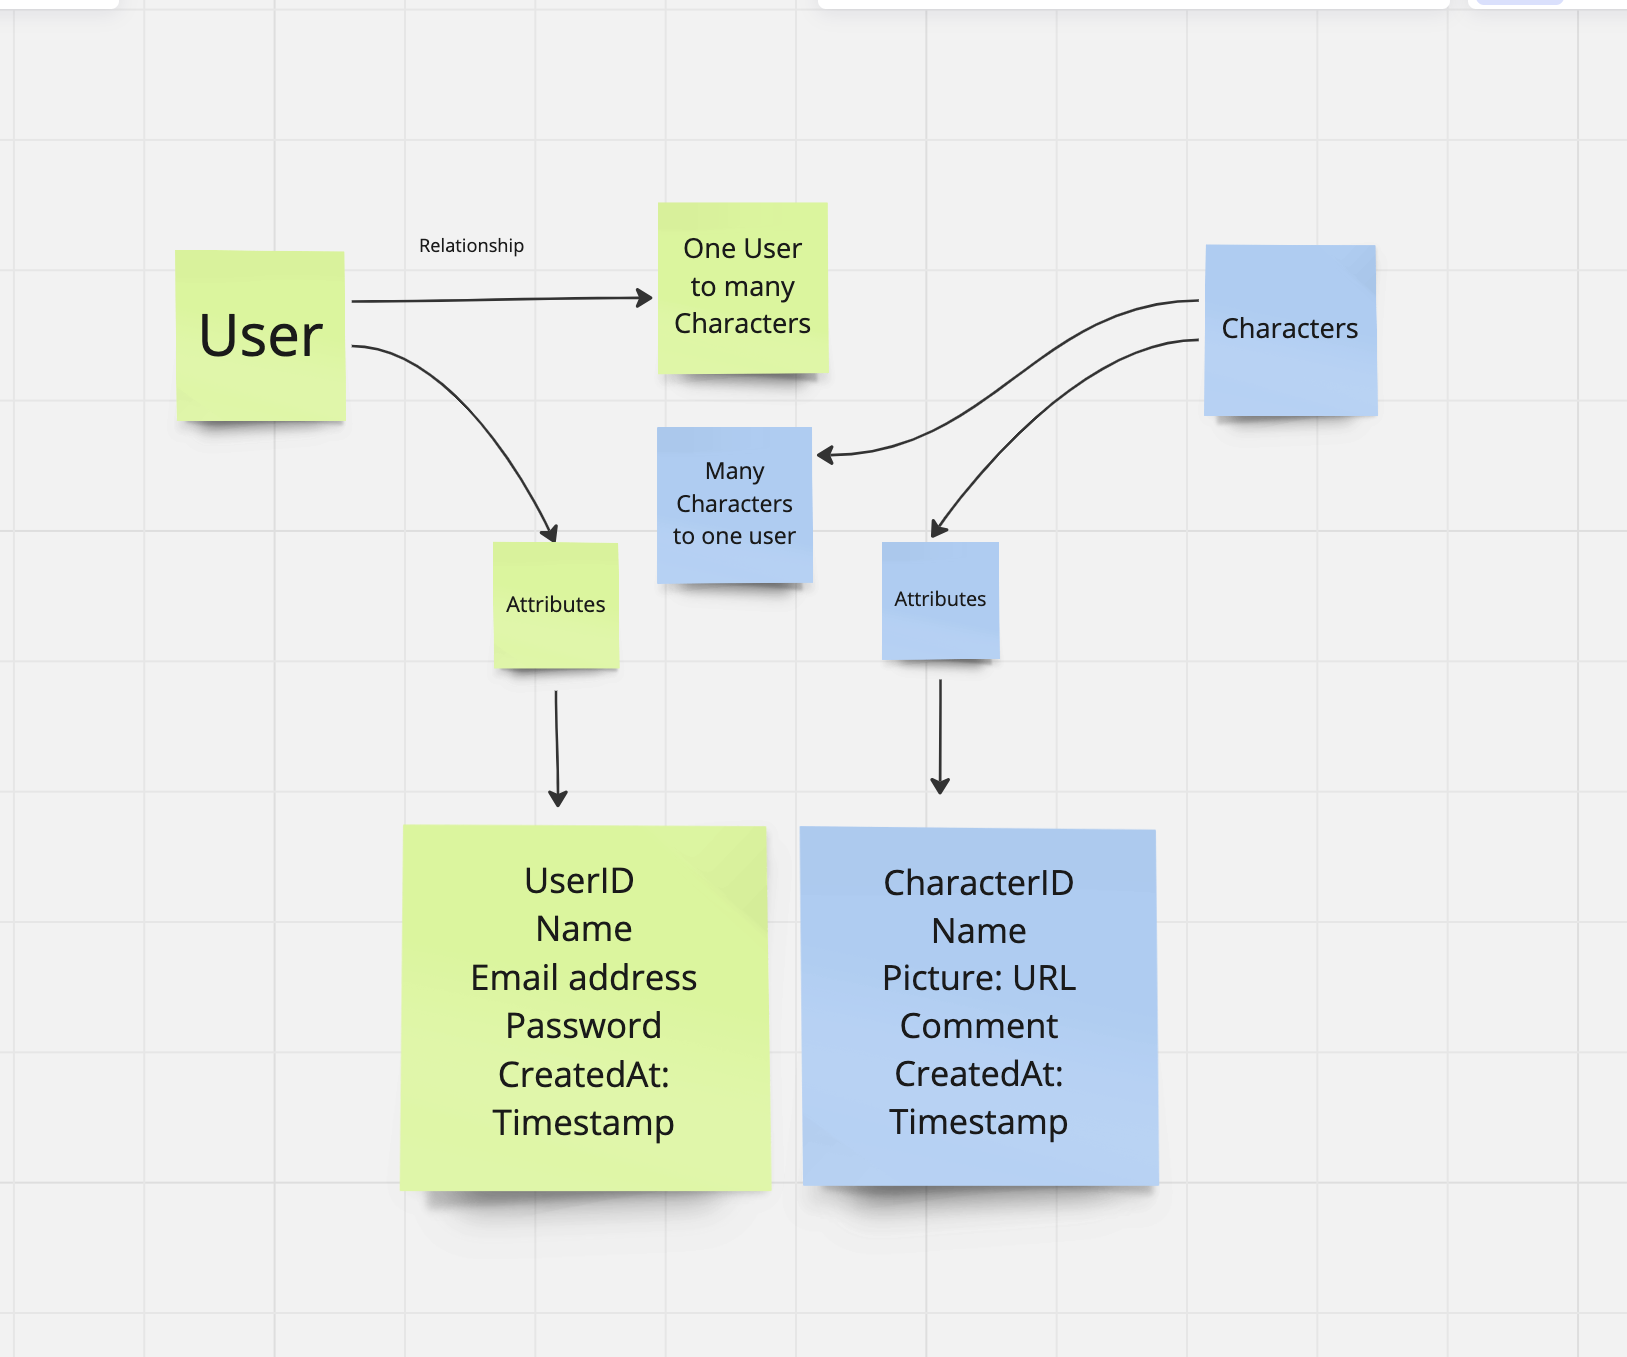 Relationship
User
One User
to many
Characters
Characters
Many
Characters
to one user
Attributes
Attributes
UserID
Name
Email address
Password
CreatedAt:
Timestamp
CharacterID
Name
Picture: URL
Comment
CreatedAt:
Timestamp